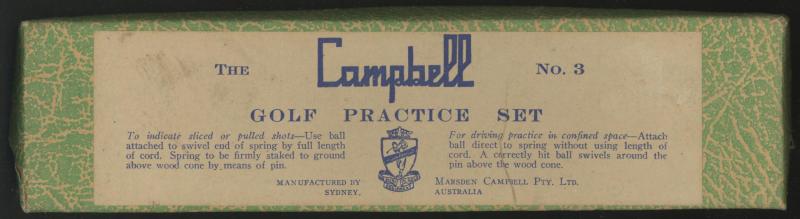 THE Campbell No. 3
GOLF PRACTICE SET
To indicate sliced or pulled shots—Use ball
attached to swivel end of spring by full length
of cord. Spring to be firmly staked to ground
above wood cone by means of pin.
For driving practice in confined space—Attach
ball direct to spring without using length of
cord. A correctly hit ball swivels around the
pin above the wood cone.
MANUFACTURED BY MARSDEN CAMPBELL PTY. LTD.
SYDNEY. AUSTRALIA